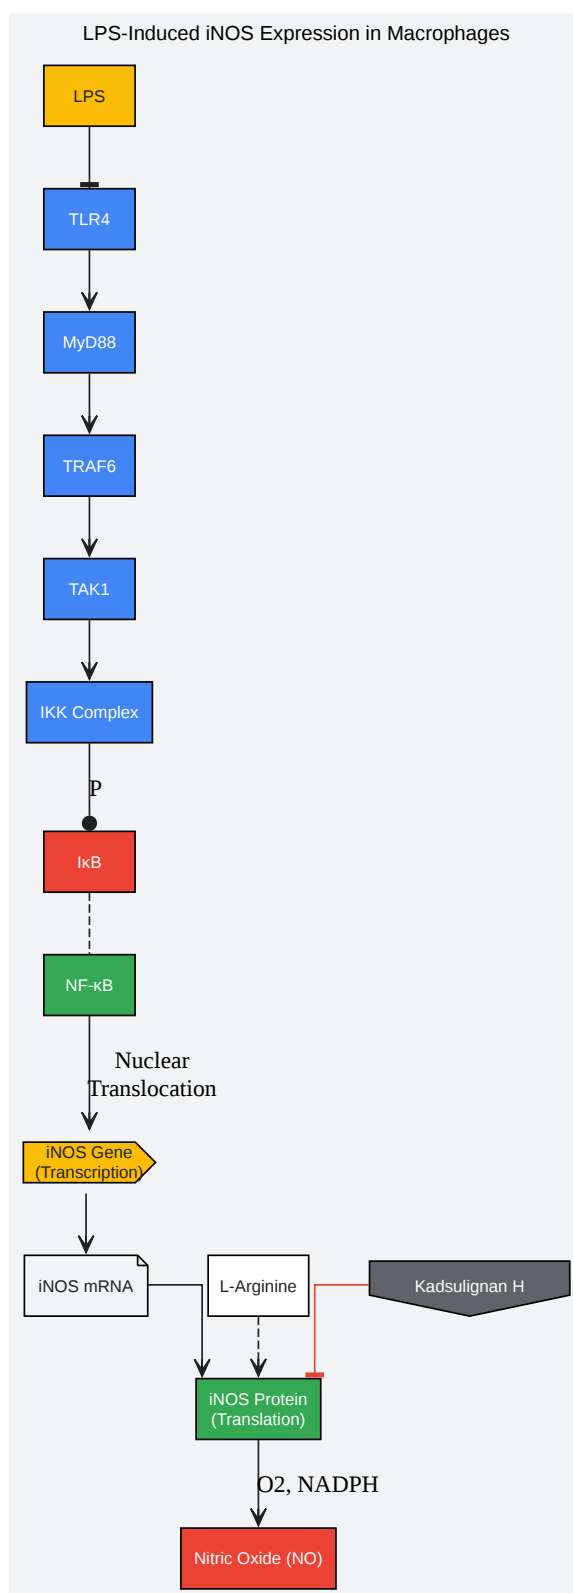 LPS-Induced iNOS Expression in Macrophages
LPS
TLR4
MyD88
TRAF6
TAK1
IKK Complex
P
IκB
NF-κB
Nuclear
Translocation
iNOS Gene
(Transcription)
iNOS mRNA
L-Arginine
Kadsulignan H
iNOS Protein
(Translation)
O2, NADPH
Nitric Oxide (NO)